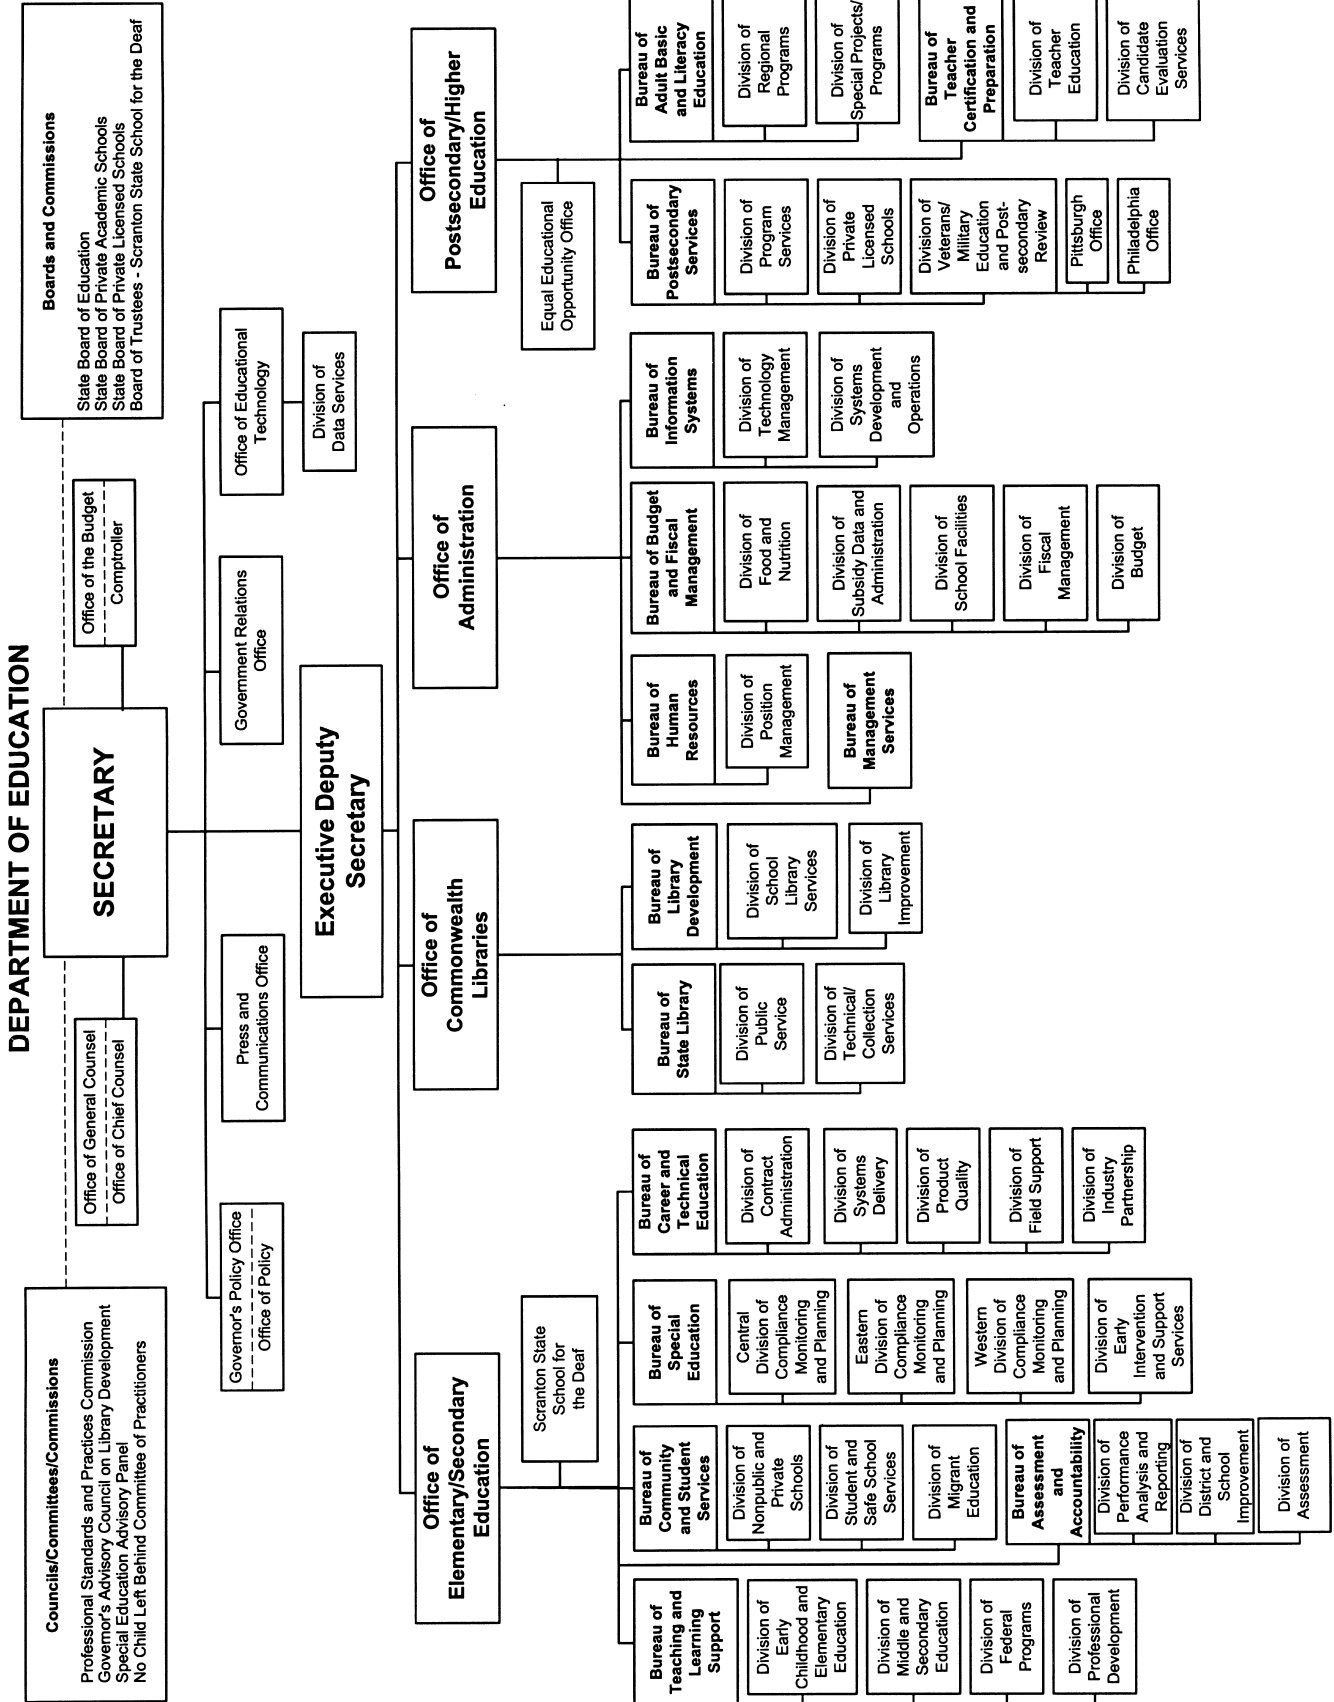 DEPARTMENT OF EDUCATION
Councils/Committees/Commissions
Professional Standards and Practices Commission
Governor's Advisory Council on Library Development
Special Education Advisory Panel
No Child Left Behind Committee of Practitioners
Office of General Counsel
Office of Chief Counsel
SECRETARY
Office of the Budget
Comptroller
Boards and Commissions
State Board of Education
State Board of Private Academic Schools
State Board of Private Licensed Schools
Board of Trustees - Scranton State School for the Deaf
Governor's Policy Office
Office of Policy
Press and
Communications Office
Government Relations
Office
Office of Educational
Technology
Division of
Data Services
Executive Deputy
Secretary
Office of
Elementary/Secondary
Education
Scranton State
School for
the Deaf
Bureau of
Teaching and
Learning
Support
Division of
Early
Childhood and
Elementary
Education
Division of
Middle and
Secondary
Education
Division of
Federal
Programs
Division of
Professional
Development
Bureau of
Community
and Student
Services
Division of
Nonpublic and
Private
Schools
Division of
Student and
Safe School
Services
Division of
Migrant
Education
Bureau of
Assessment
and
Accountability
Division of
Performance
Analysis and
Reporting
Division of
District and
School
Improvement
Division of
Assessment
Bureau of
Special
Education
Central
Division of
Compliance
Monitoring
and Planning
Eastern
Division of
Compliance
Monitoring
and Planning
Western
Division of
Compliance
Monitoring
and Planning
Division of
Early
Intervention
and Support
Services
Bureau of
Career and
Technical
Education
Division of
Contract
Administration
Division of
Systems
Delivery
Division of
Product
Quality
Division of
Field Support
Division of
Industry
Partnership
Office of
Commonwealth
Libraries
Bureau of
State Library
Division of
Public
Service
Division of
Technical/
Collection
Services
Bureau of
Library
Development
Division of
School
Library
Services
Division of
Library
Improvement
Office of
Administration
Bureau of
Human
Resources
Division of
Position
Management
Bureau of
Management
Services
Bureau of Budget
and Fiscal
Management
Division of
Food and
Nutrition
Division of
Subsidy Data and
Administration
Division of
School Facilities
Division of
Fiscal
Management
Division of
Budget
Bureau of
Information
Systems
Division of
Technology
Management
Division of
Systems
Development
and
Operations
Office of
Postsecondary/Higher
Education
Equal Educational
Opportunity Office
Bureau of
Postsecondary
Services
Division of
Program
Services
Division of
Private
Licensed
Schools
Division of
Veterans/
Military
Education
and Post-
secondary
Review
Pittsburgh
Office
Philadelphia
Office
Bureau of
Adult Basic
and Literacy
Education
Division of
Regional
Programs
Division of
Special Projects/
Programs
Bureau of
Teacher
Certification and
Preparation
Division of
Teacher
Education
Division of
Candidate
Evaluation
Services